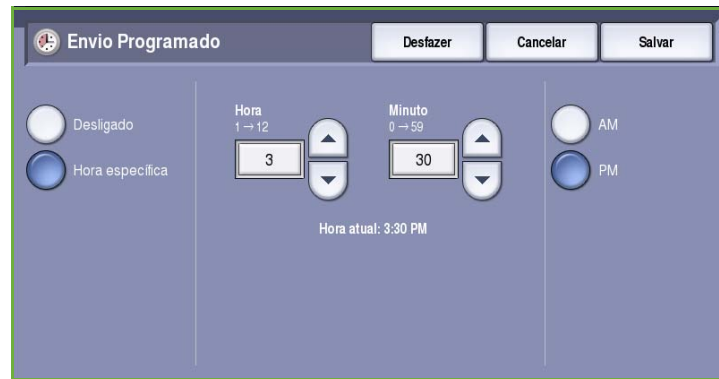 Envio Programado
Desfazer
Cancelar
Salvar
Desligado
Hora específica
Hora
1→12
3
Minuto
0→59
30
AM
PM
Hora atual: 3:30 PM